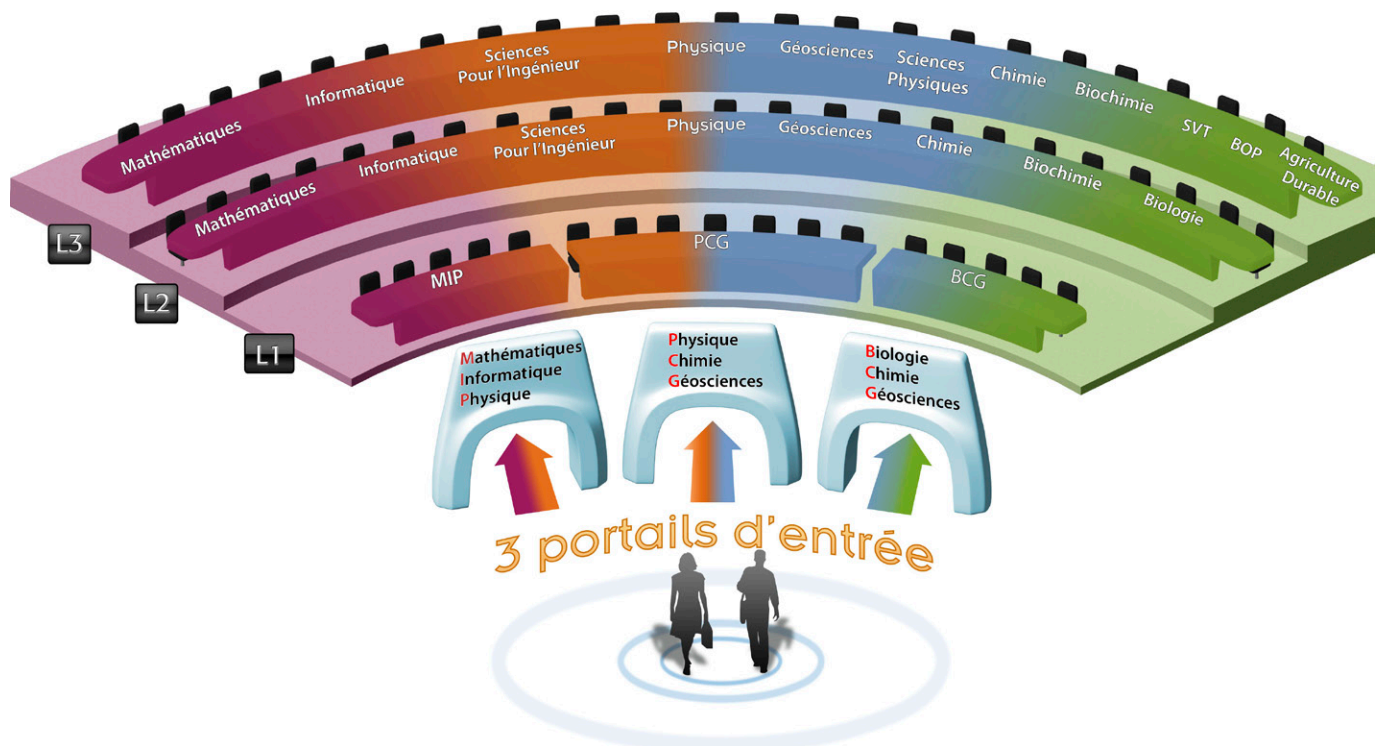 Mathématiques
Informatique
Sciences
Pour l'Ingénieur
Physique
Géosciences
Sciences
Physiques
Chimie
Biochimie
SVT
BOP
Agriculture
Durable
L3
Mathématiques
Informatique
Sciences
Pour l'Ingénieur
Physique
Géosciences
Chimie
Biochimie
Biologie
L2
MIP
PCG
BCG
L1
Mathématiques
Informatique
Physique
Physique
Chimie
Géosciences
Biologie
Chimie
Géosciences
3 portails d'entrée